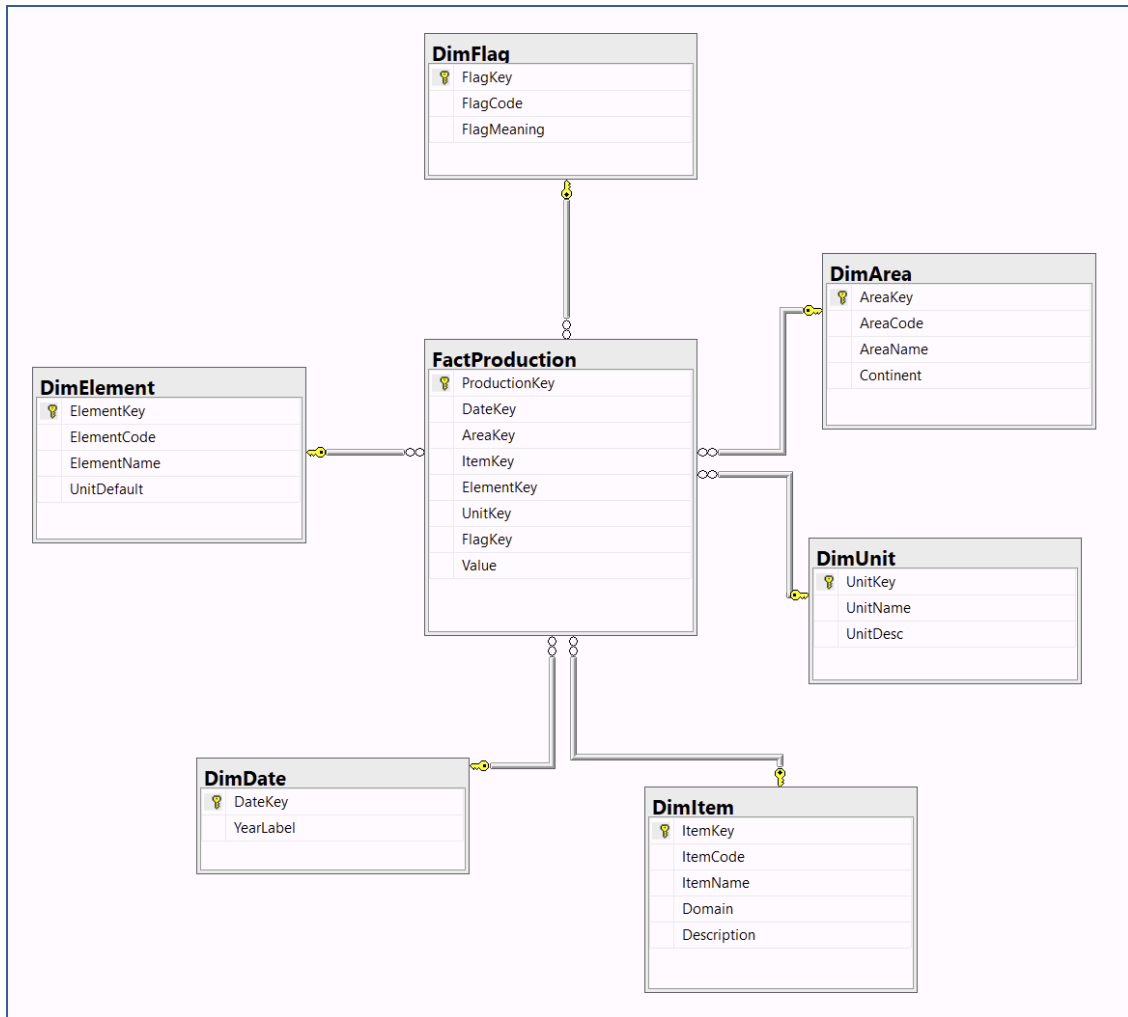 DimFlag
FlagKey
FlagCode
FlagMeaning
DimArea
AreaKey
AreaCode
AreaName
Continent
FactProduction
ProductionKey
DateKey
AreaKey
ItemKey
ElementKey
UnitKey
FlagKey
Value
DimElement
ElementKey
ElementCode
ElementName
UnitDefault
DimUnit
UnitKey
UnitName
UnitDesc
DimDate
DateKey
YearLabel
DimItem
ItemKey
ItemCode
ItemName
Domain
Description